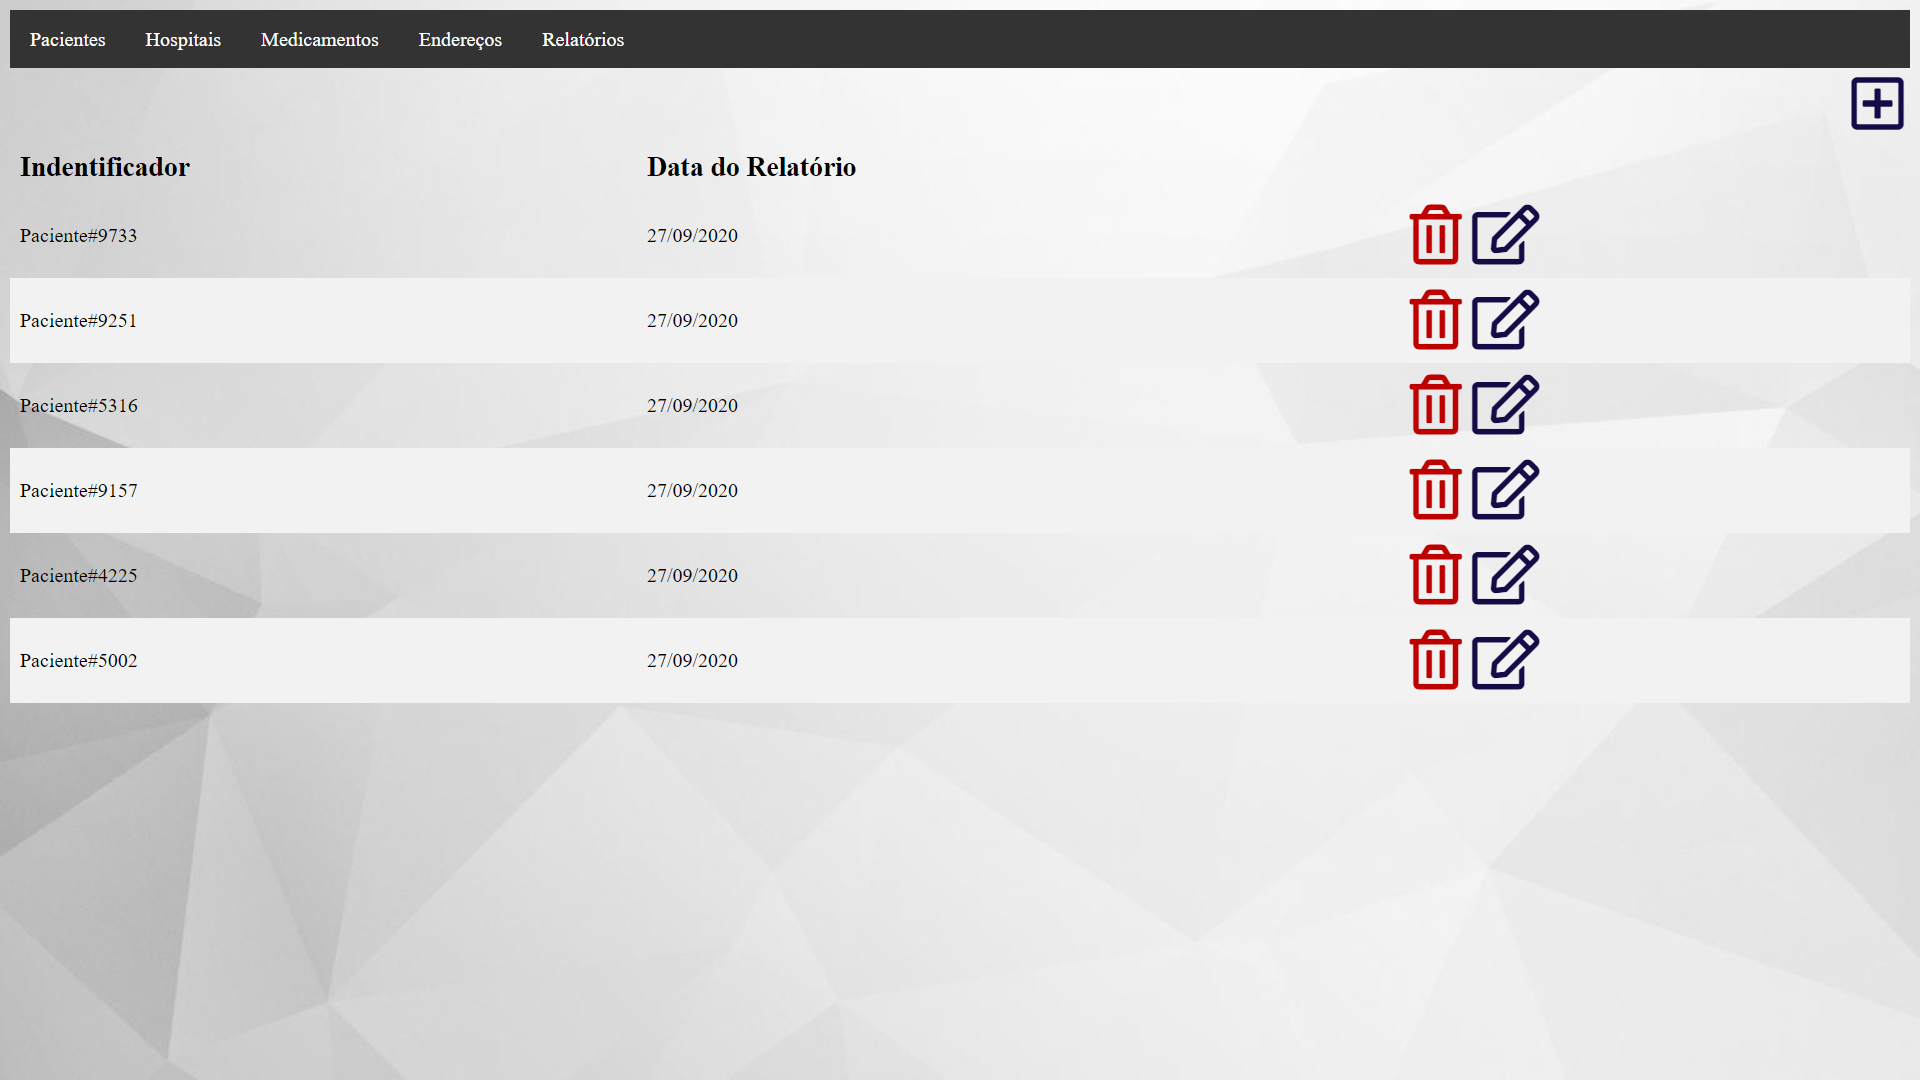 Pacientes Hospitais Medicamentos Endereços Relatórios
Indentificador Data do Relatório
Paciente#9733 27/09/2020
Paciente#9251 27/09/2020
Paciente#5316 27/09/2020
Paciente#9157 27/09/2020
Paciente#4225 27/09/2020
Paciente#5002 27/09/2020